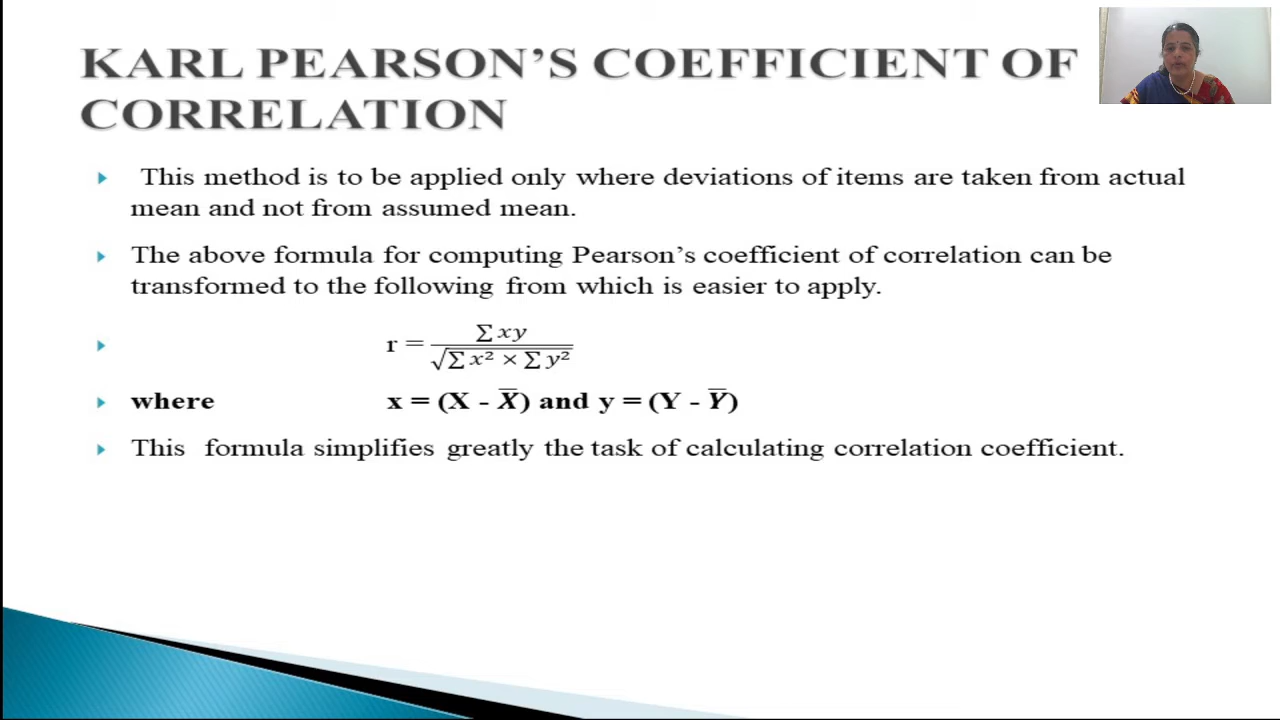 KARL PEARSON'S COEFFICIENT OF
CORRELATION
This method is to be applied only where deviations of items are taken from actual
mean and not from assumed mean.
The above formula for computing Pearson's coefficient of correlation can be
transformed to the following from which is easier to apply.
r = ∑xy / √(∑x² × ∑y²)
where x = (X - X̅) and y = (Y - Y̅)
This formula simplifies greatly the task of calculating correlation coefficient.